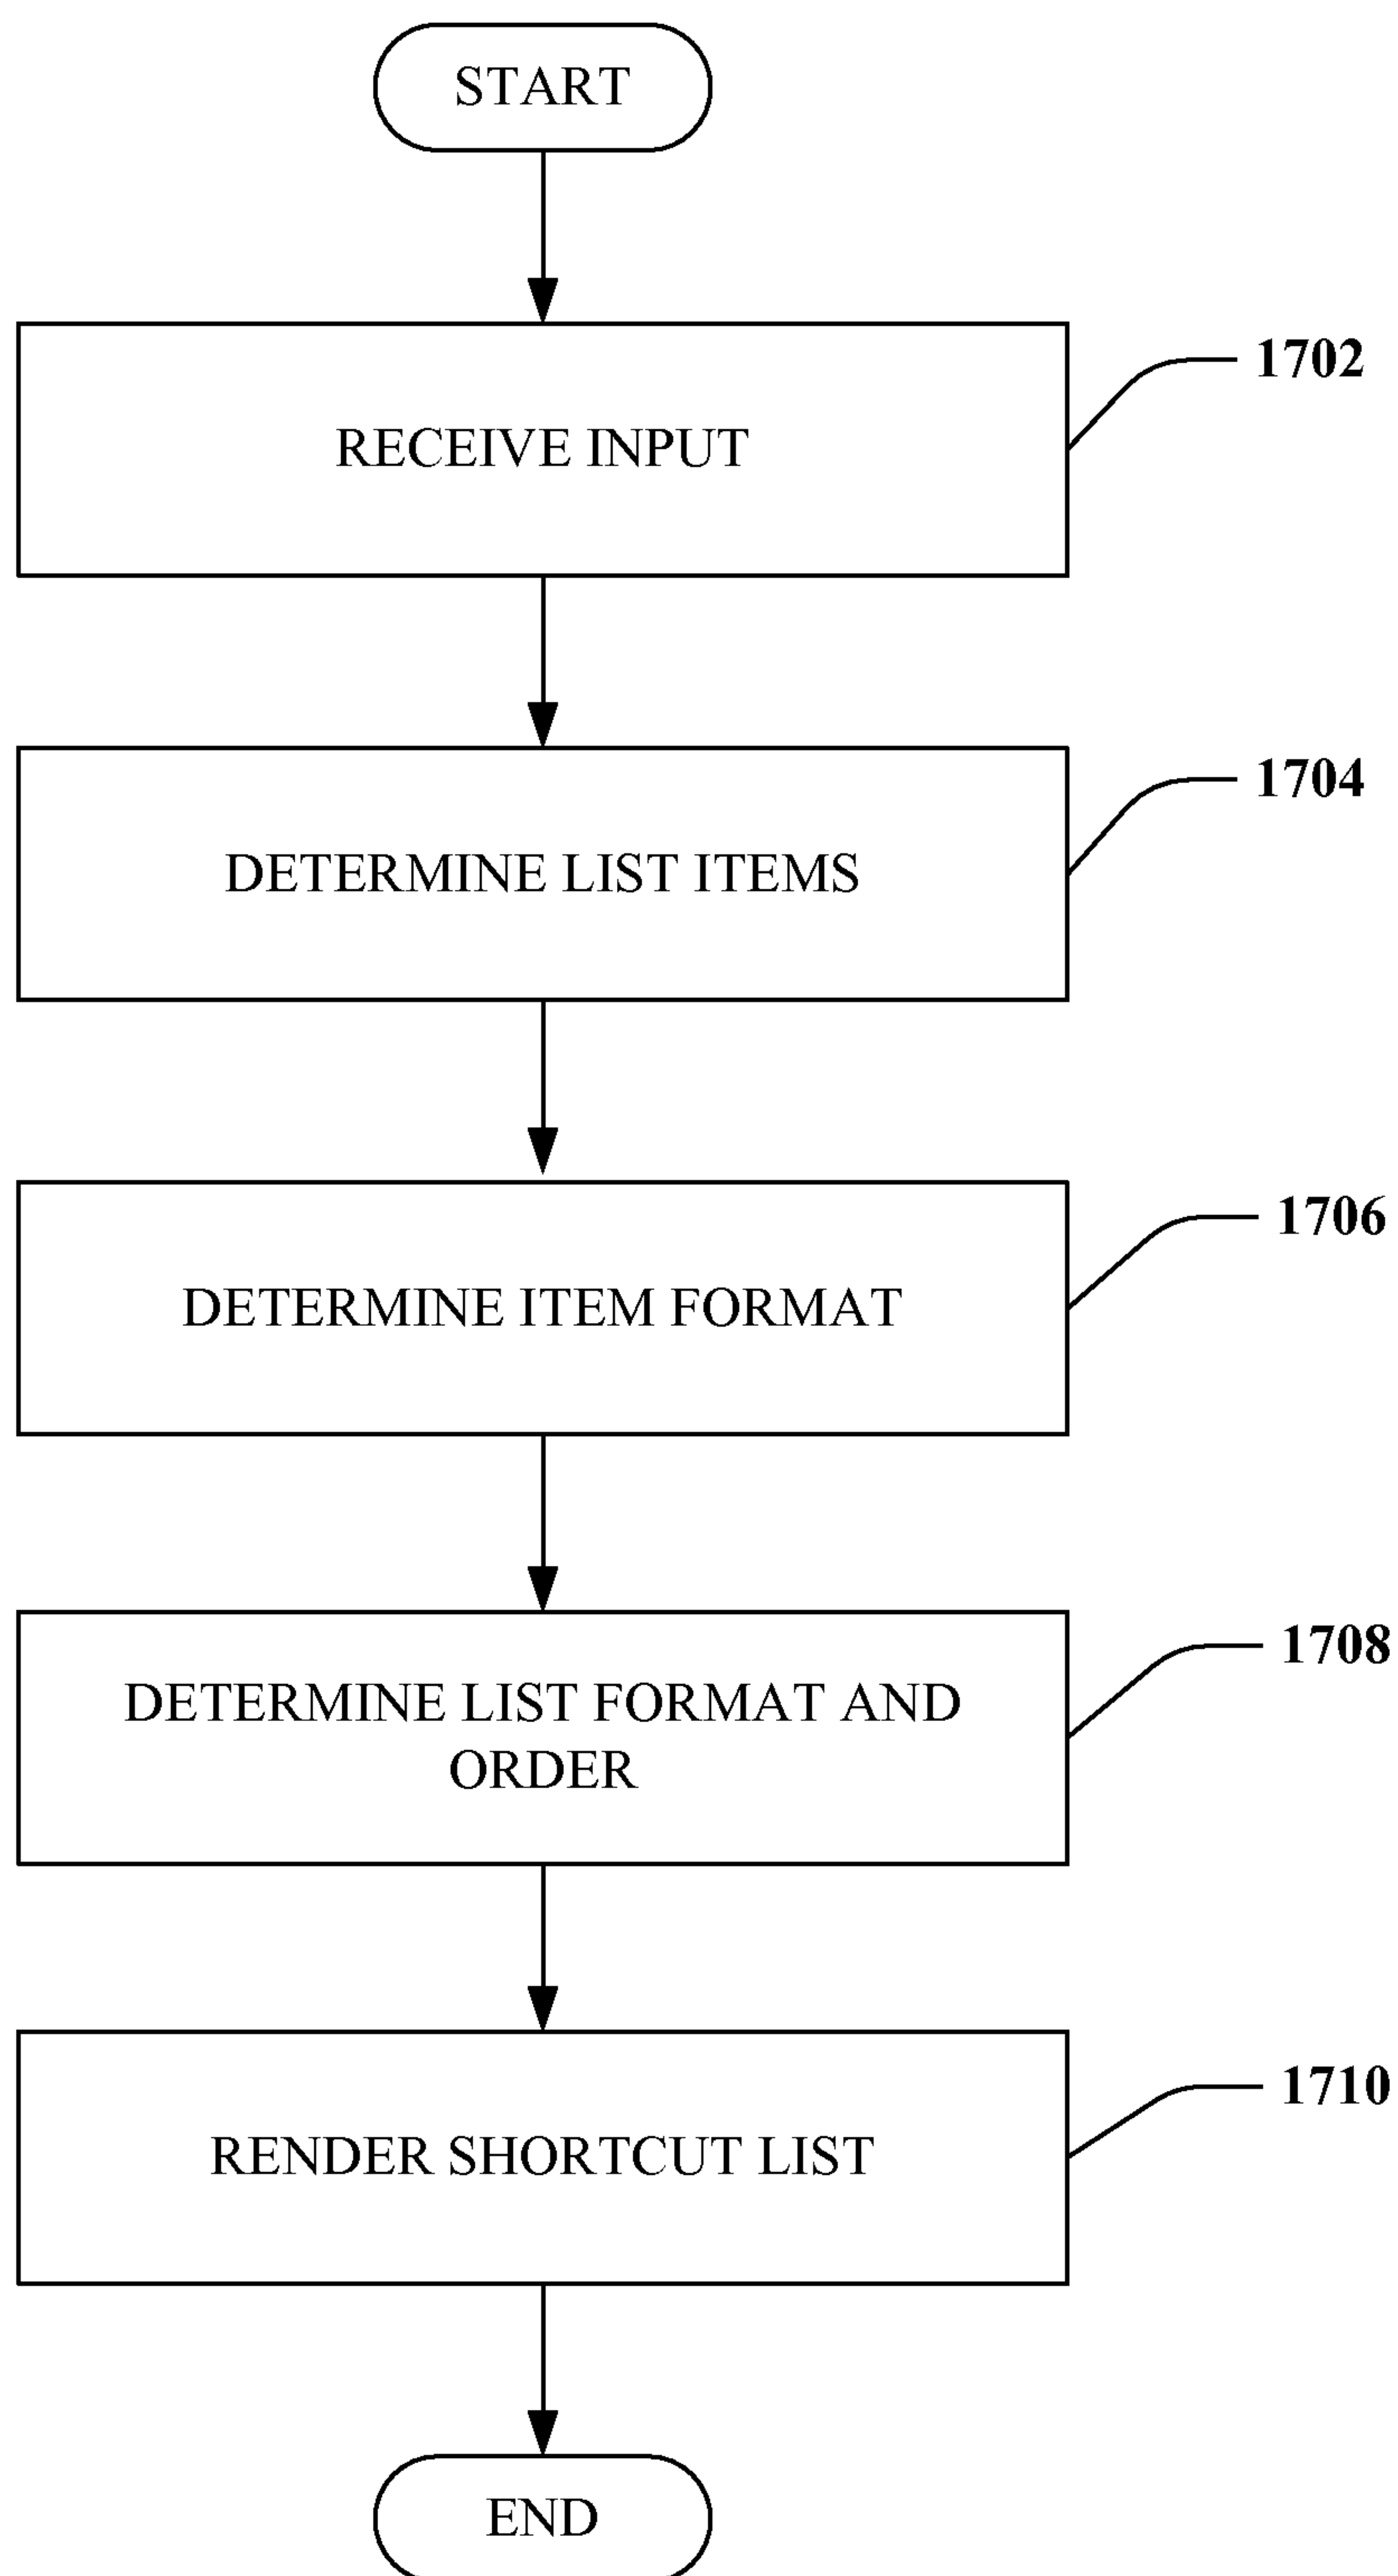 START
RECEIVE INPUT
1702
DETERMINE LIST ITEMS
1704
DETERMINE ITEM FORMAT
1706
DETERMINE LIST FORMAT AND
ORDER
1708
RENDER SHORTCUT LIST
1710
END